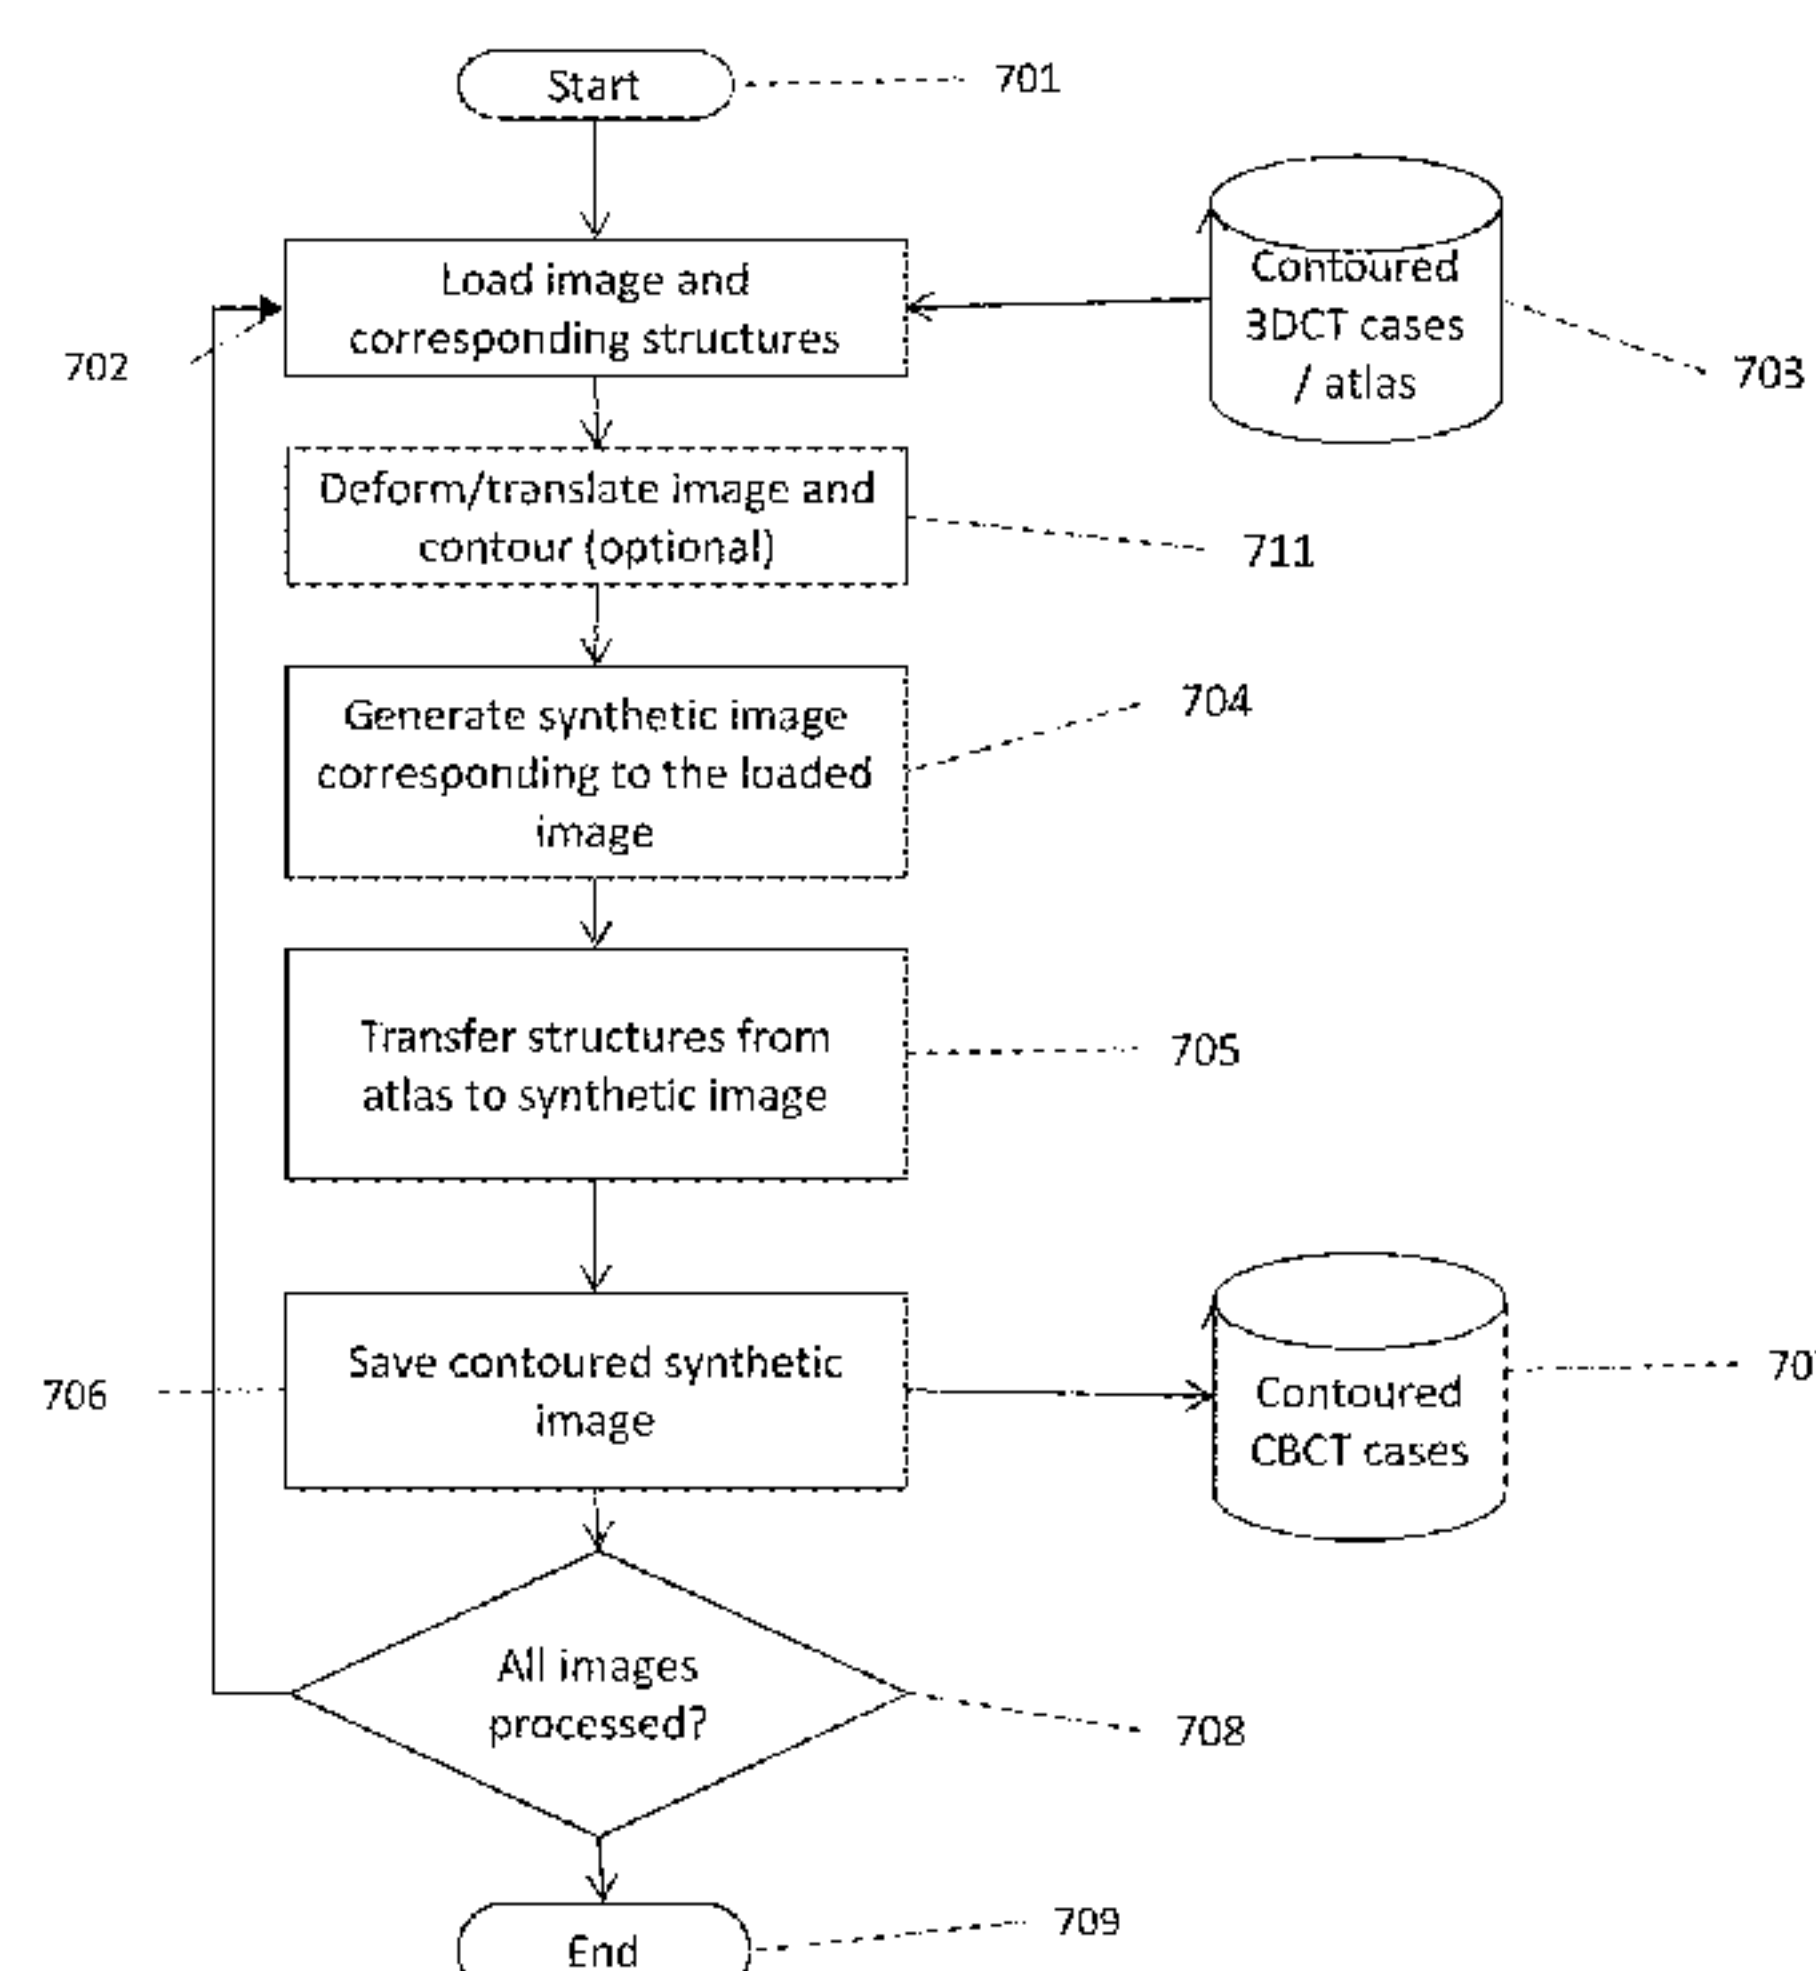 Start
701
Load image and
corresponding structures
702
Contoured
3DCT cases
/ atlas
703
Deform/translate image and
contour (optional)
711
Generate synthetic image
corresponding to the loaded
image
704
Transfer structures from
atlas to synthetic image
705
Save contoured synthetic
image
706
Contoured
CBCT cases
All images
processed?
708
End
709